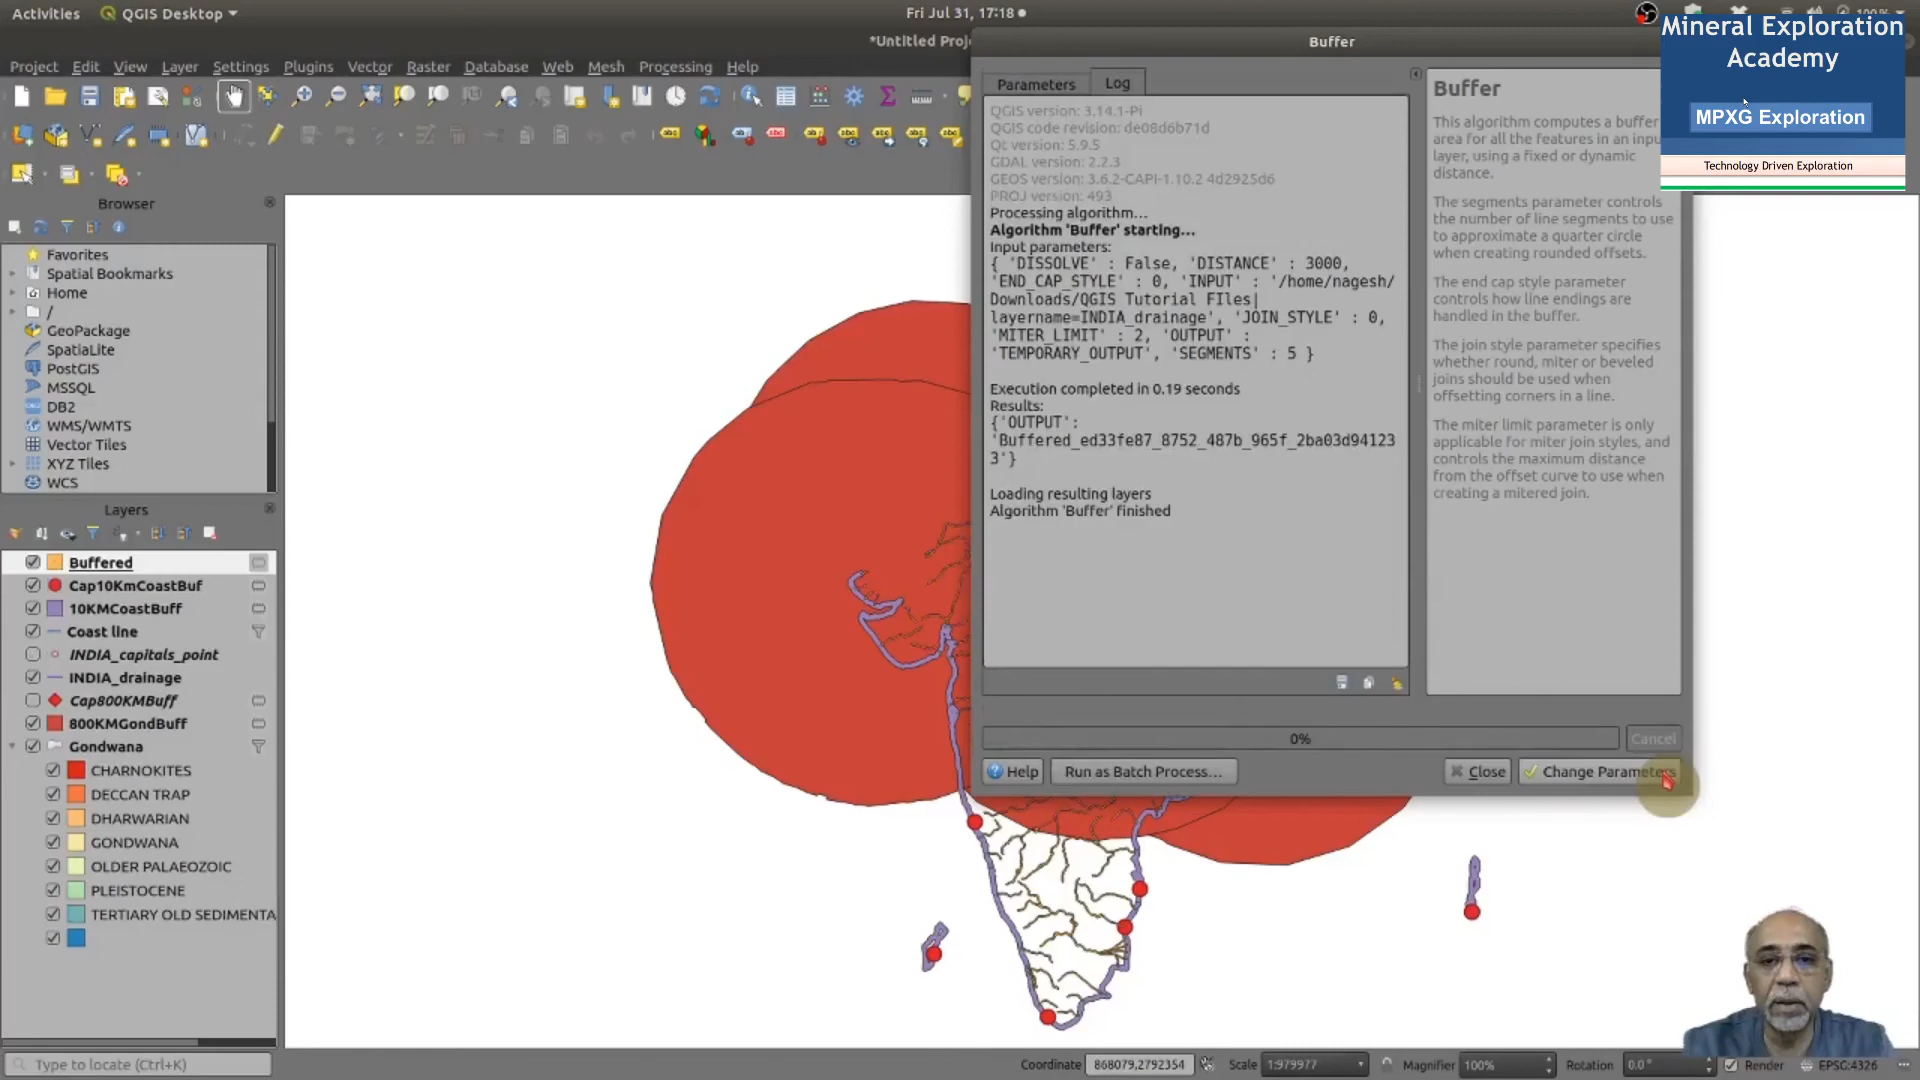 Activities
QGIS Desktop
Fri Jul 31, 17:18
100 %
*Untitled Proj
Buffer
Mineral Exploration
Academy
MPXG Exploration
Technology Driven Exploration
Project Edit View Layer Settings Plugins Vector Raster Database Web Mesh Processing Help
Browser
Favorites
Spatial Bookmarks
Home
/
GeoPackage
SpatiaLite
PostGIS
MSSQL
DB2
WMS/WMTS
Vector Tiles
XYZ Tiles
WCS
Layers
Buffered
Cap10KmCoastBuf
10KMCoastBuff
Coast line
INDIA_capitals_point
INDIA_drainage
Cap800KMBuff
800KMGondBuff
Gondwana
CHARNOKITES
DECCAN TRAP
DHARWARIAN
GONDWANA
OLDER PALAEOZOIC
PLEISTOCENE
TERTIARY OLD SEDIMENTA
Parameters Log
QGIS version: 3.14.1-Pi
QGIS code revision: de08d6b71d
Qt version: 5.9.5
GDAL version: 2.2.3
GEOS version: 3.6.2-CAPI-1.10.2 4d2925d6
PROJ version: 493
Processing algorithm...
Algorithm 'Buffer' starting...
Input parameters:
{ 'DISSOLVE' : False, 'DISTANCE' : 3000,
'END_CAP_STYLE' : 0, 'INPUT' : '/home/nagesh/
Downloads/QGIS Tutorial FIles|
layername=INDIA_drainage', 'JOIN_STYLE' : 0,
'MITER_LIMIT' : 2, 'OUTPUT' :
'TEMPORARY_OUTPUT', 'SEGMENTS' : 5 }
Execution completed in 0.19 seconds
Results:
{'OUTPUT':
'Buffered_ed33fe87_8752_487b_965f_2ba03d94123
3'}
Loading resulting layers
Algorithm 'Buffer' finished
Buffer
This algorithm computes a buffer
area for all the features in an inpu
layer, using a fixed or dynamic
distance.
The segments parameter controls
the number of line segments to use
to approximate a quarter circle
when creating rounded offsets.
The end cap style parameter
controls how line endings are
handled in the buffer.
The join style parameter specifies
whether round, miter or beveled
joins should be used when
offsetting corners in a line.
The miter limit parameter is only
applicable for miter join styles, and
controls the maximum distance
from the offset curve to use when
creating a mitered join.
0%
Cancel
Help
Run as Batch Process...
Close
Change Parameters
Type to locate (Ctrl+K)
Coordinate 868079,2792354 Scale 1:979977 Magnifier 100% Rotation 0.0° Render EPSG:4326